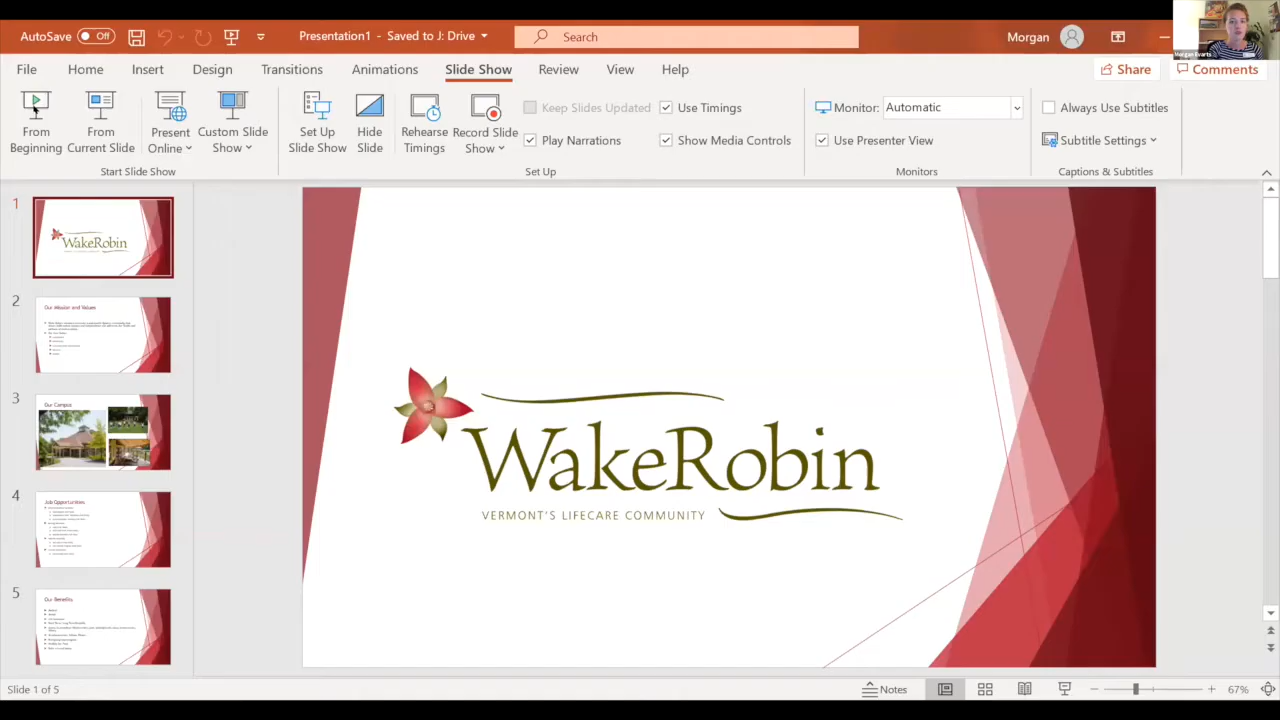 AutoSave Off
Presentation1 - Saved to J: Drive
Search
Morgan
Morgan Evarts
File Home Insert Design Transitions Animations Slide Show Review View Help
Share Comments
From Beginning
From Current Slide
Present Online
Custom Slide Show
Set Up Slide Show
Hide Slide
Rehearse Timings
Record Slide Show
Keep Slides Updated
Use Timings
Play Narrations
Show Media Controls
Monitor: Automatic
Use Presenter View
Always Use Subtitles
Subtitle Settings
Start Slide Show
Set Up
Monitors
Captions & Subtitles
1
WakeRobin
2
Our Mission and Values
3
Our Campus
4
Job Opportunities
5
Our Benefits
WakeRobin
VERMONT'S LIFECARE COMMUNITY
Slide 1 of 5
Notes
67%